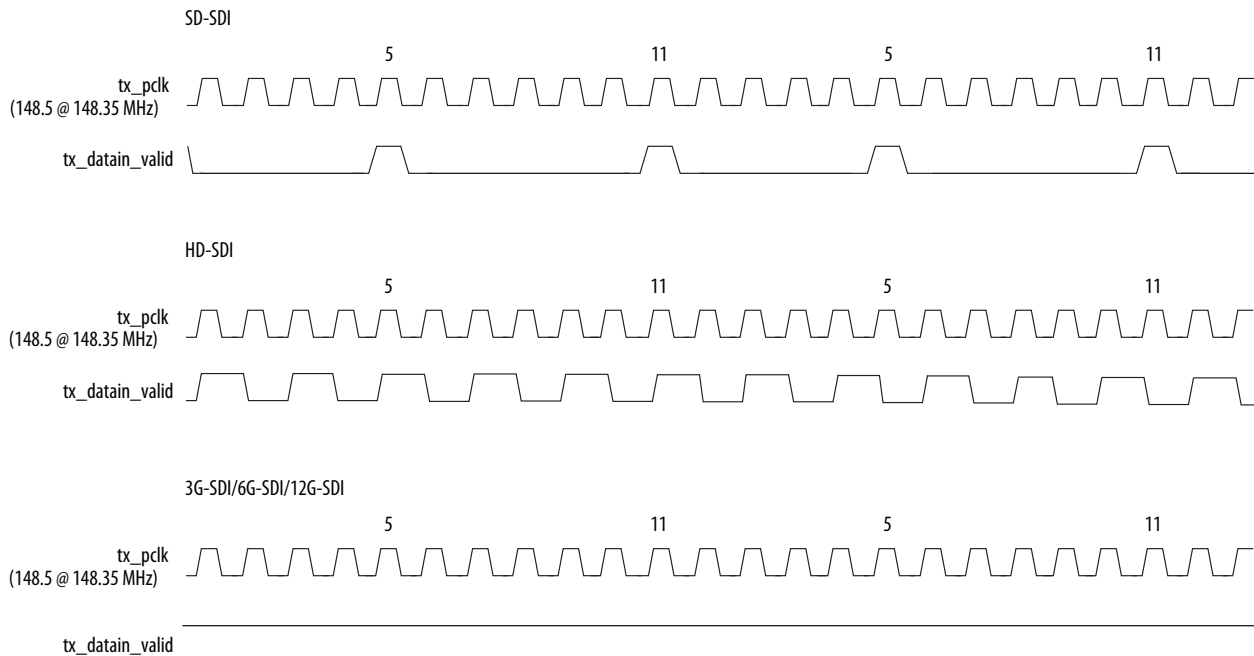 SD-SDI
5 11 5 11
tx_pclk
(148.5 @ 148.35 MHz)
tx_datain_valid
HD-SDI
5 11 5 11
tx_pclk
(148.5 @ 148.35 MHz)
tx_datain_valid
3G-SDI/6G-SDI/12G-SDI
5 11 5 11
tx_pclk
(148.5 @ 148.35 MHz)
tx_datain_valid